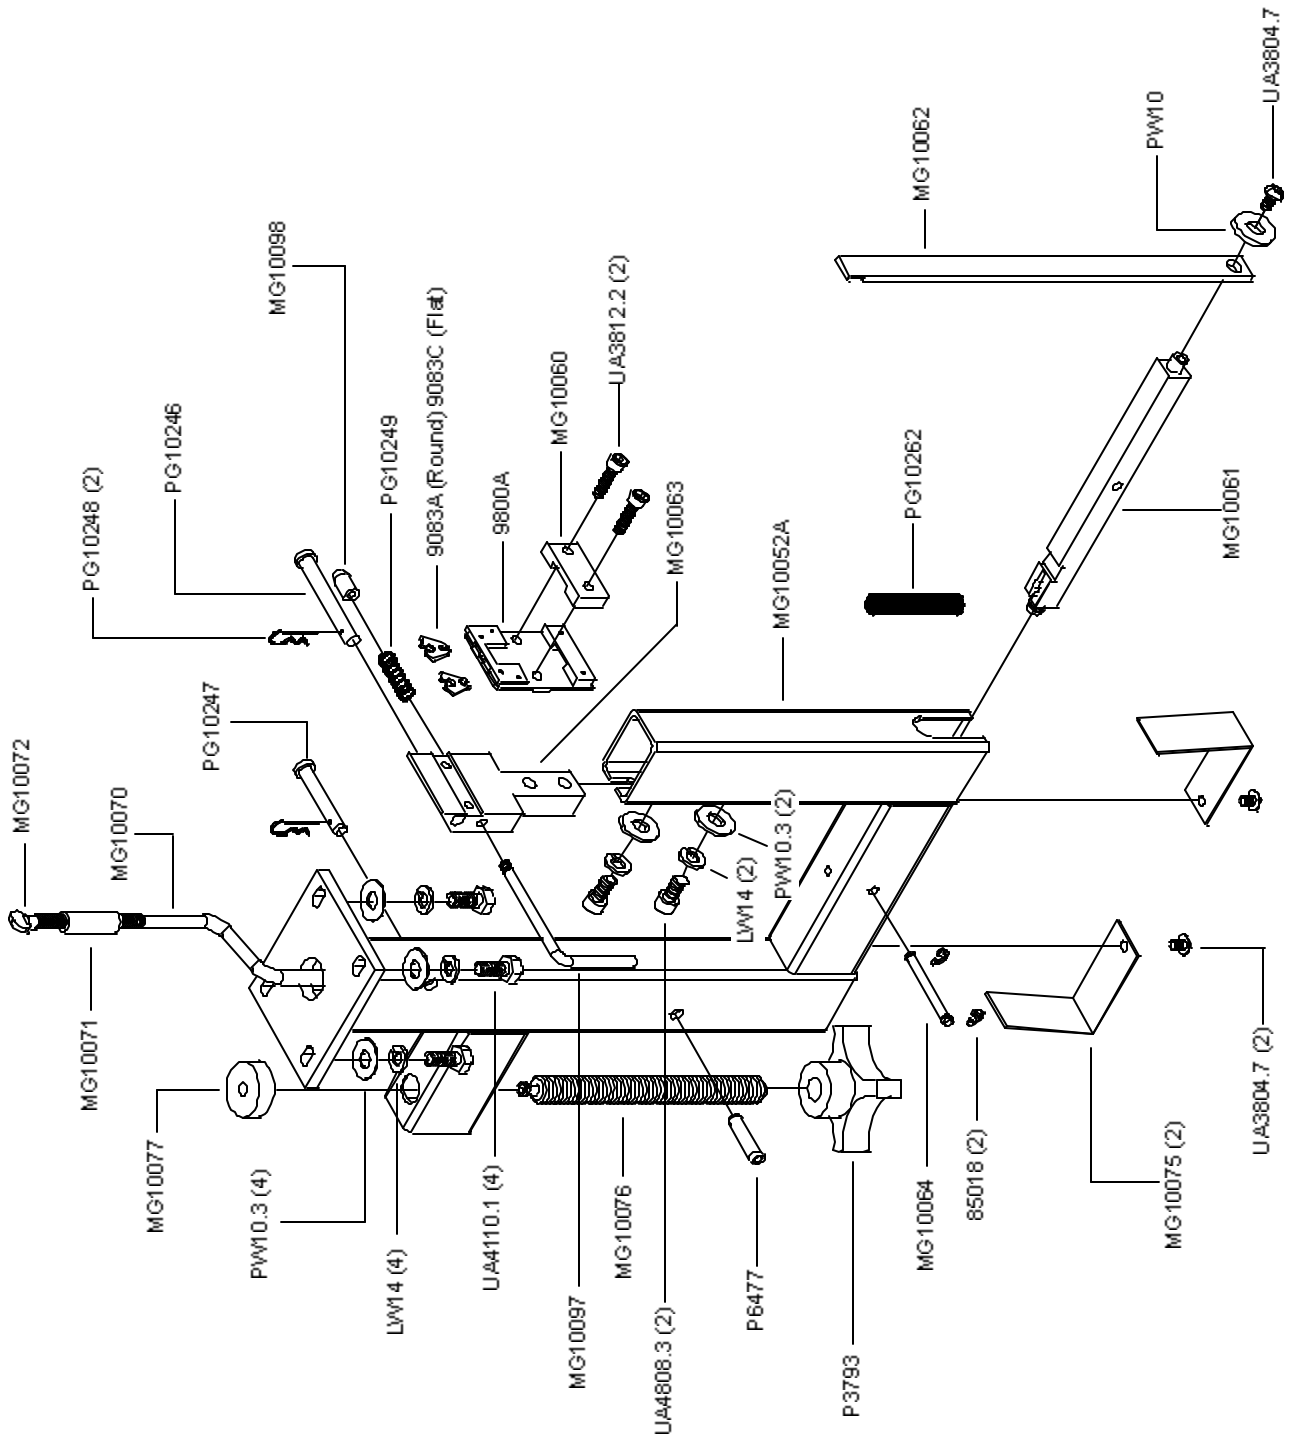 MG10072
MG10070
MG10071
MG10077
PW10.3 (4)
LW14 (4)
UA4110.1 (4)
MG10097
MG10076
UA4808.3 (2)
P6477
P3793
MG10064
85018 (2)
MG10075 (2)
UA3804.7 (2)
PG10247
PG10248 (2)
PG10246
MG10098
PG10249
9083A (Round) 9083C (Flat)
9800A
MG10060
UA3812.2 (2)
MG10063
LW14 (2)
PW10.3 (2)
MG10052A
PG10262
MG10062
MG10061
PW10
UA3804.7